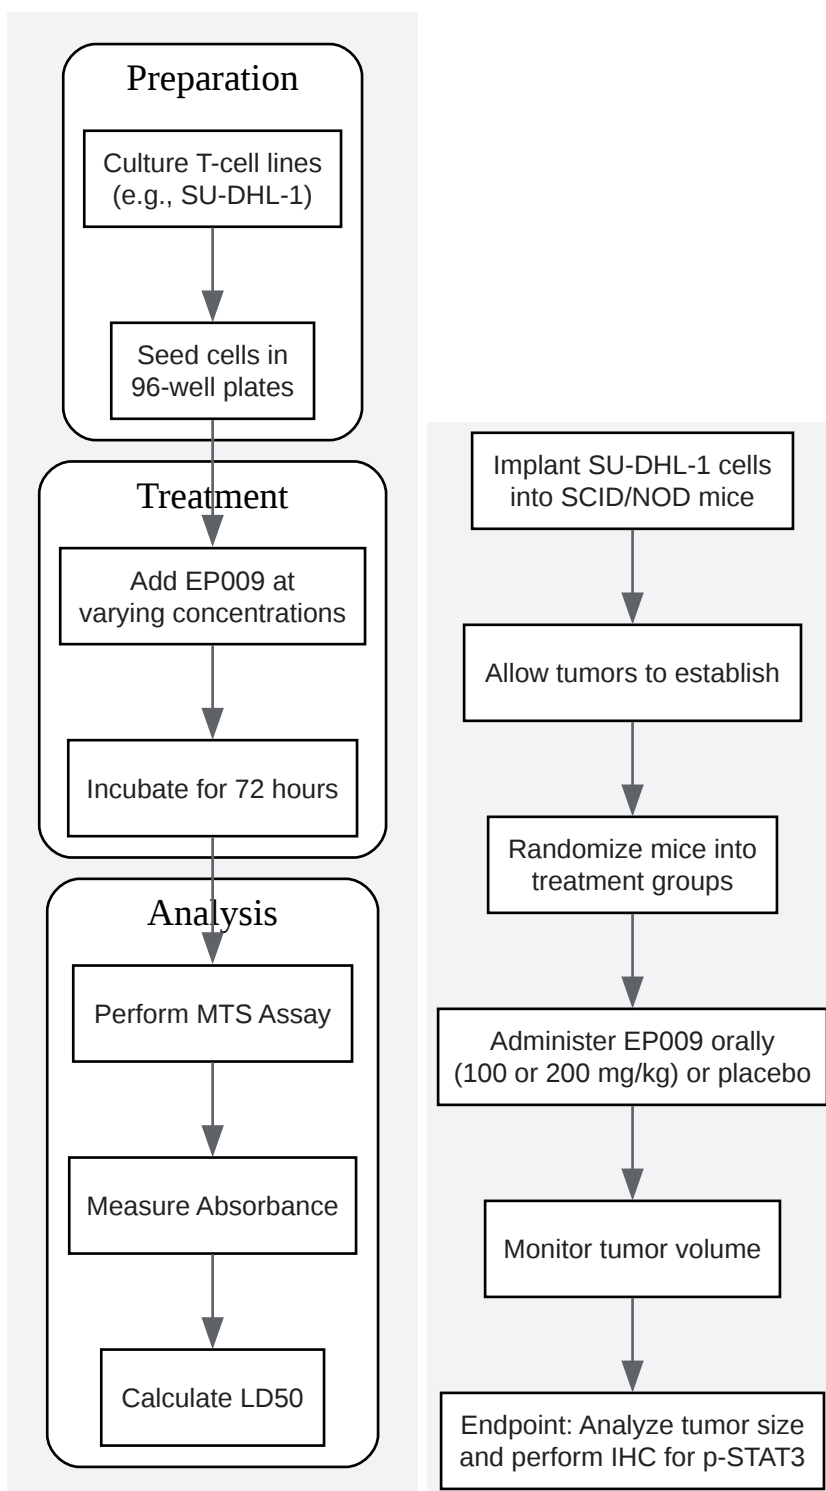 Preparation
Culture T-cell lines
(e.g., SU-DHL-1)
Seed cells in
96-well plates
Treatment
Add EP009 at
varying concentrations
Incubate for 72 hours
Analysis
Perform MTS Assay
Measure Absorbance
Calculate LD50
Implant SU-DHL-1 cells
into SCID/NOD mice
Allow tumors to establish
Randomize mice into
treatment groups
Administer EP009 orally
(100 or 200 mg/kg) or placebo
Monitor tumor volume
Endpoint: Analyze tumor size
and perform IHC for p-STAT3